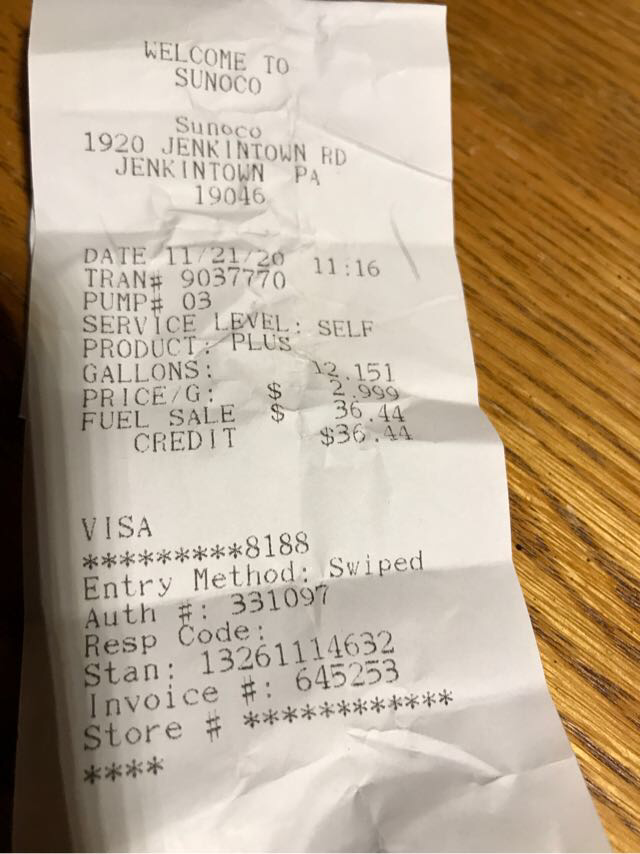 WELCOME TO
SUNOCO
Sunoco
1920 JENKINTOWN RD
JENKINTOWN PA
19046
DATE 11/21/20 11:16
TRAN# 9037770
PUMP# 03
SERVICE LEVEL: SELF
PRODUCT: PLUS
GALLONS: 12.151
PRICE/G: $ 2.999
FUEL SALE $ 36.44
CREDIT $36.44
VISA
*********8188
Entry Method: Swiped
Auth #: 331097
Resp Code:
Stan: 13261114632
Invoice #: 645253
Store # ************
****